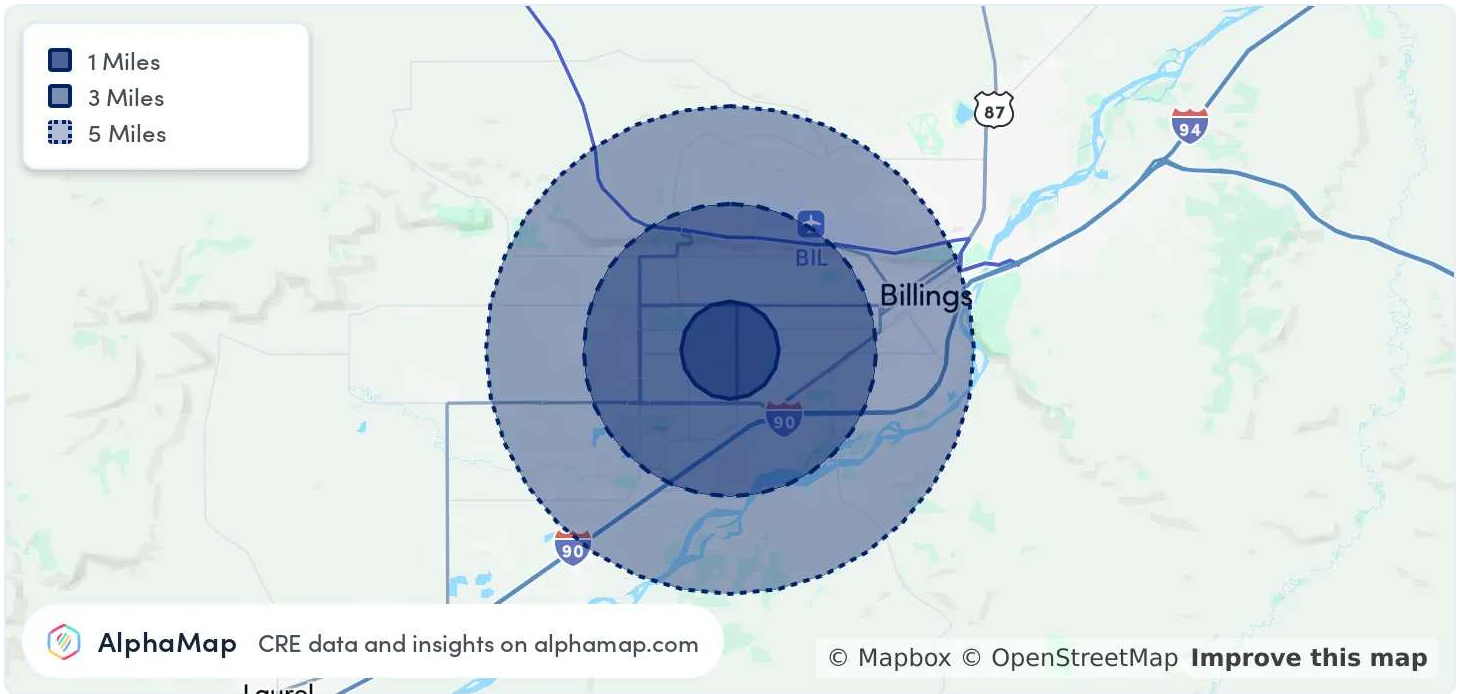 1 Miles
3 Miles
5 Miles
87
94
BIL
Billings
90
90
AlphaMap CRE data and insights on alphamap.com
© Mapbox © OpenStreetMap Improve this map
Laurel